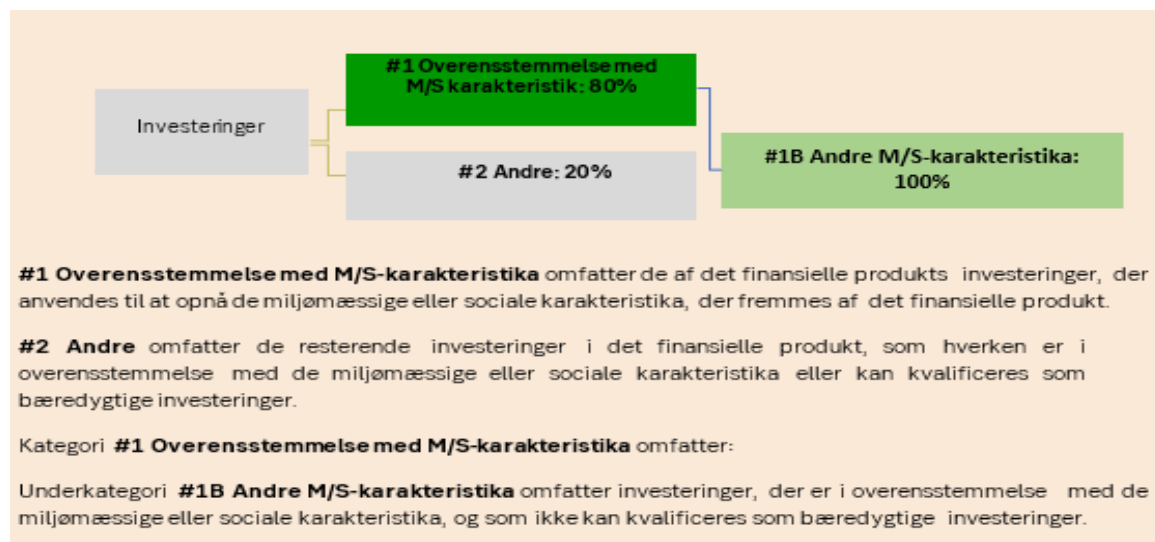 #1 Overensstemmelse med
M/S karakteristik: 80%
Investeringer
#2 Andre: 20%
#1B Andre M/S-karakteristika:
100%
#1 Overensstemmelse med M/S-karakteristika omfatter de af det finansielle produkts investeringer, der
anvendes til at opnå de miljømæssige eller sociale karakteristika, der fremmes af det finansielle produkt.
#2 Andre omfatter de resterende investeringer i det finansielle produkt, som hverken er i
overensstemmelse med de miljømæssige eller sociale karakteristika eller kan kvalificeres som
bæredygtige investeringer.
Kategori #1 Overensstemmelse med M/S-karakteristika omfatter:
Underkategori #1B Andre M/S-karakteristika omfatter investeringer, der er i overensstemmelse med de
miljømæssige eller sociale karakteristika, og som ikke kan kvalificeres som bæredygtige investeringer.